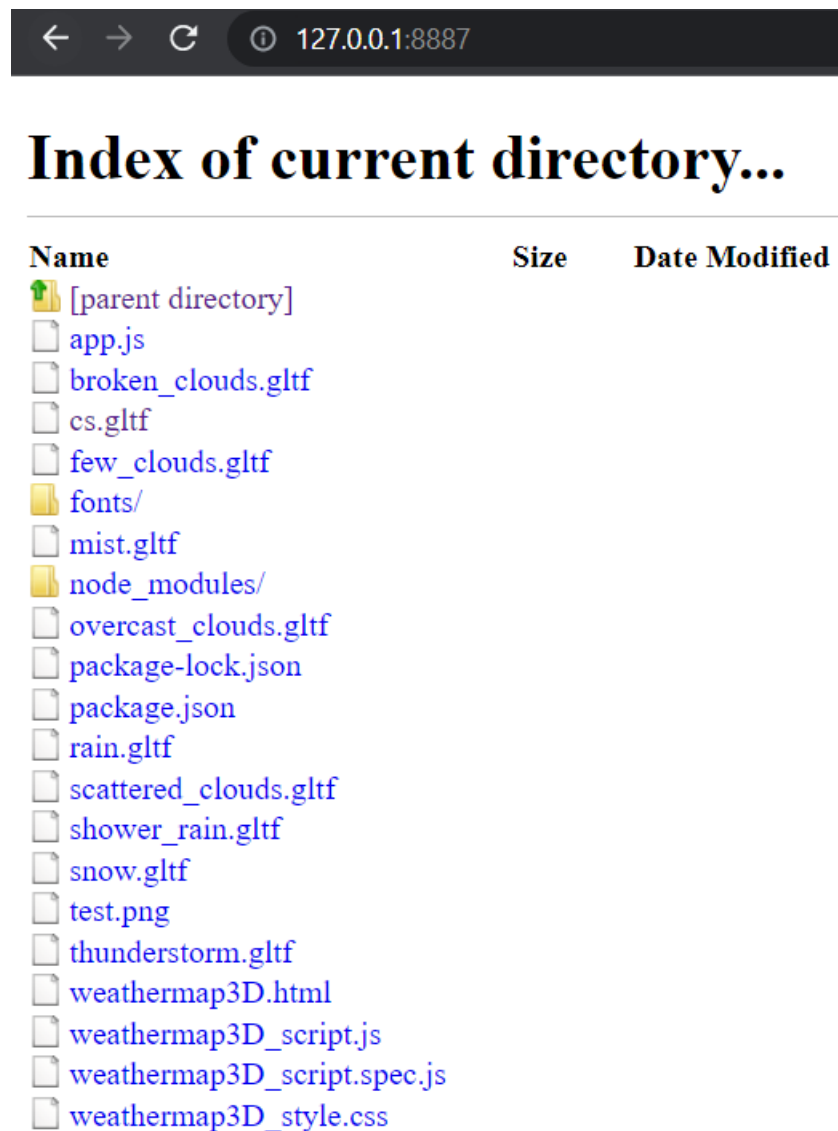 127.0.0.1:8887
Index of current directory...
Name Size Date Modified
[parent directory]
app.js
broken_clouds.gltf
cs.gltf
few_clouds.gltf
fonts/
mist.gltf
node_modules/
overcast_clouds.gltf
package-lock.json
package.json
rain.gltf
scattered_clouds.gltf
shower_rain.gltf
snow.gltf
test.png
thunderstorm.gltf
weathermap3D.html
weathermap3D_script.js
weathermap3D_script.spec.js
weathermap3D_style.css